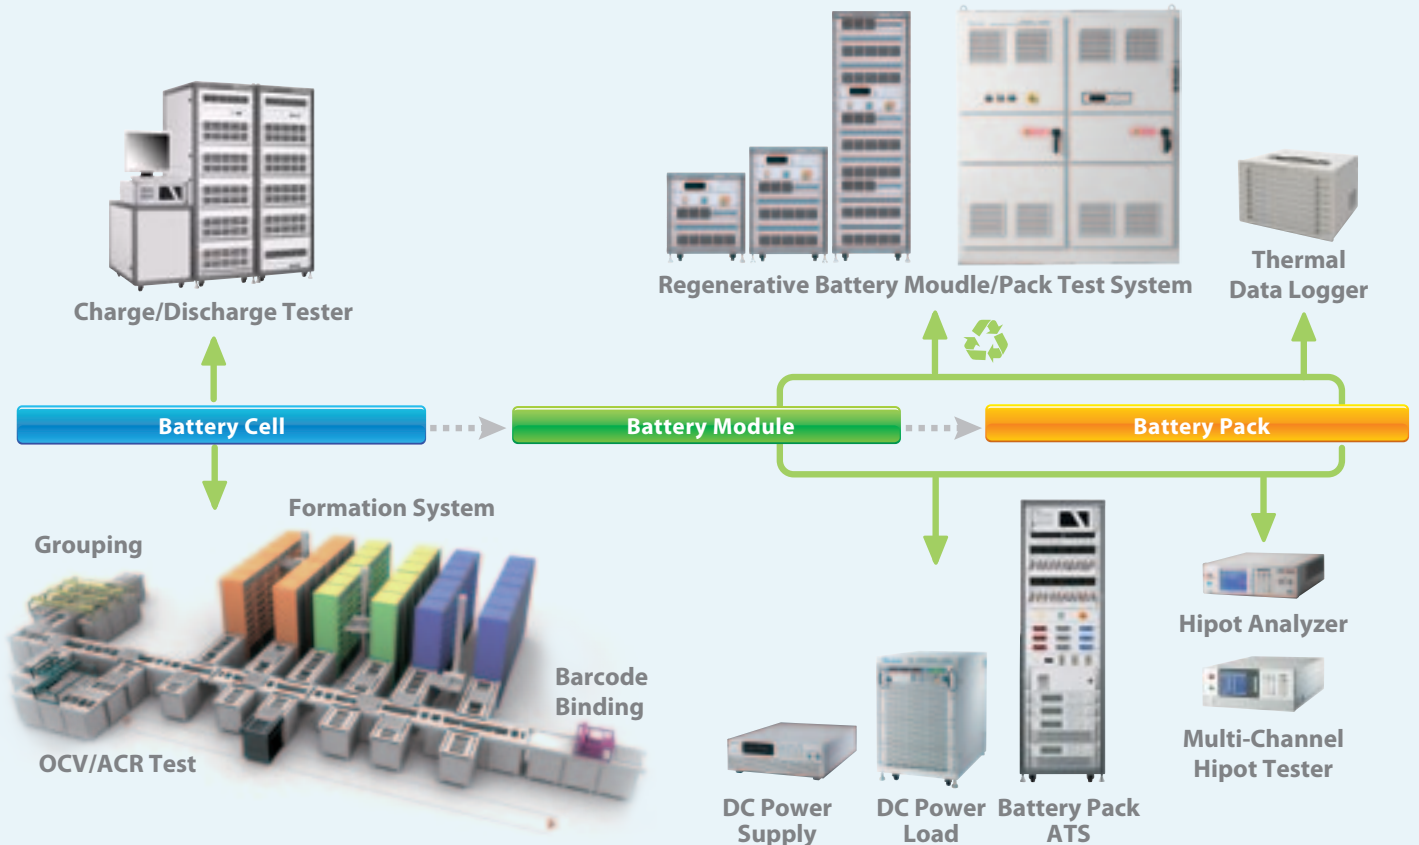 Charge/Discharge Tester
Regenerative Battery Moudle/Pack Test System
Thermal
Data Logger
Battery Cell
Battery Module
Battery Pack
Formation System
Grouping
OCV/ACR Test
Barcode
Binding
DC Power
Supply
DC Power
Load
Battery Pack
ATS
Hipot Analyzer
Multi-Channel
Hipot Tester